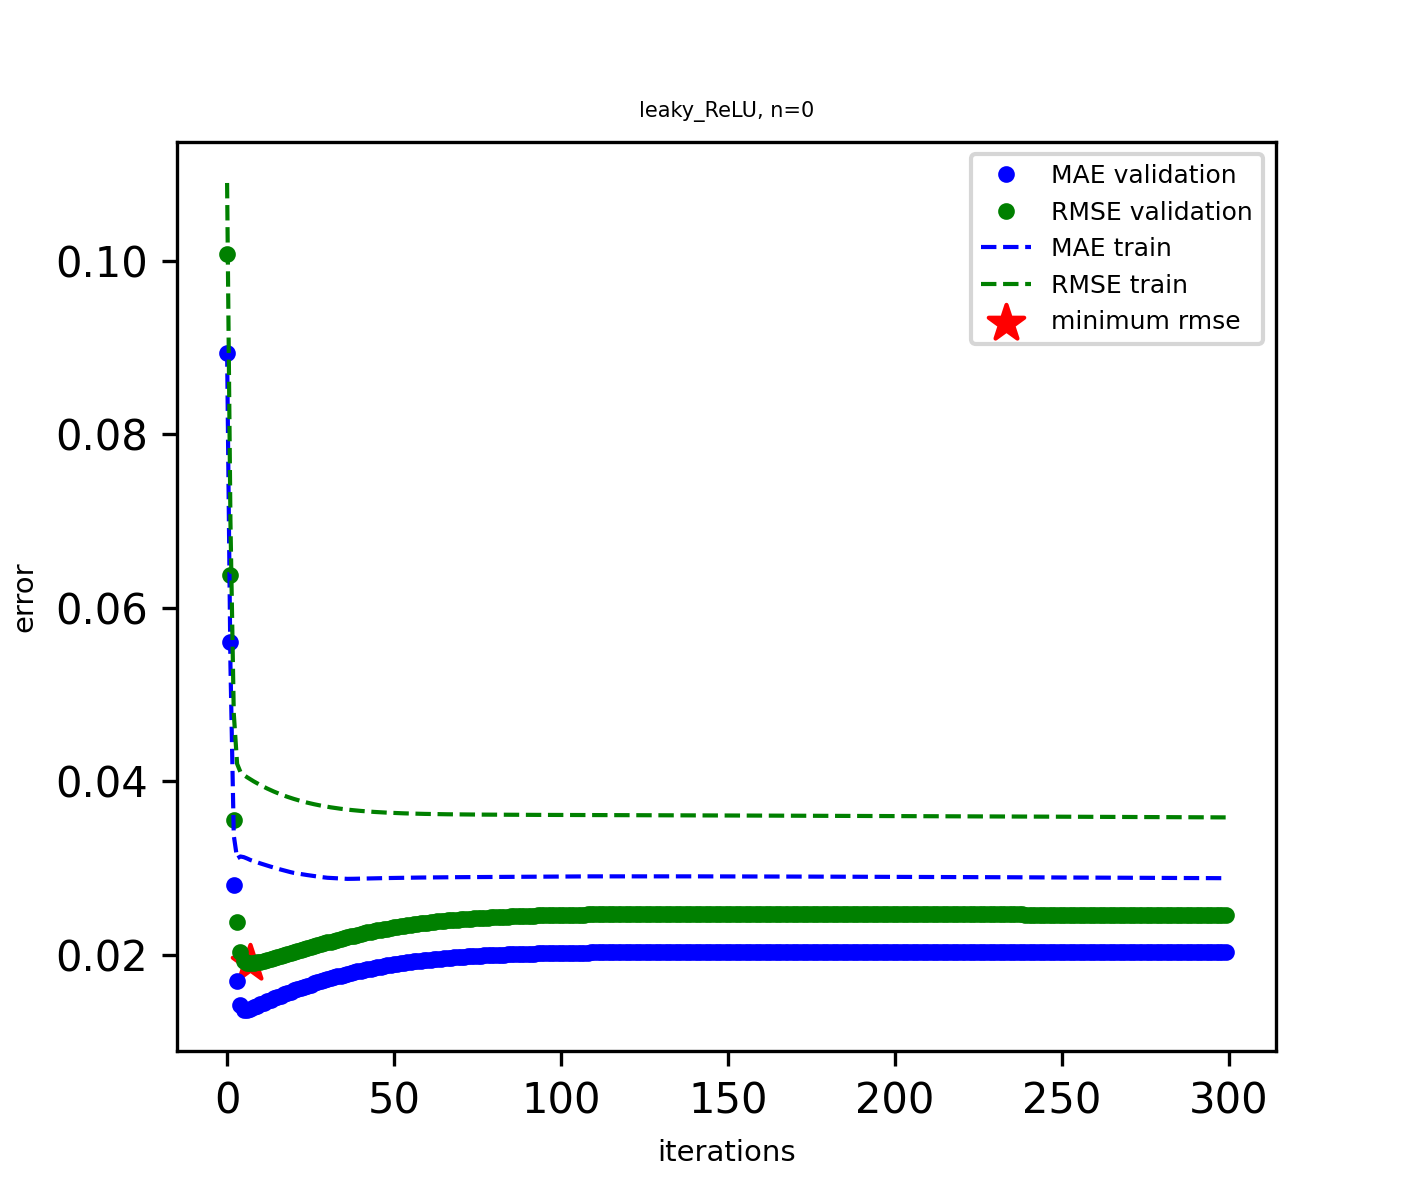 leaky_ReLU, n=0
MAE validation
RMSE validation
MAE train
RMSE train
minimum rmse
0.10
0.08
0.06
0.04
0.02
error
0 50 100 150 200 250 300
iterations